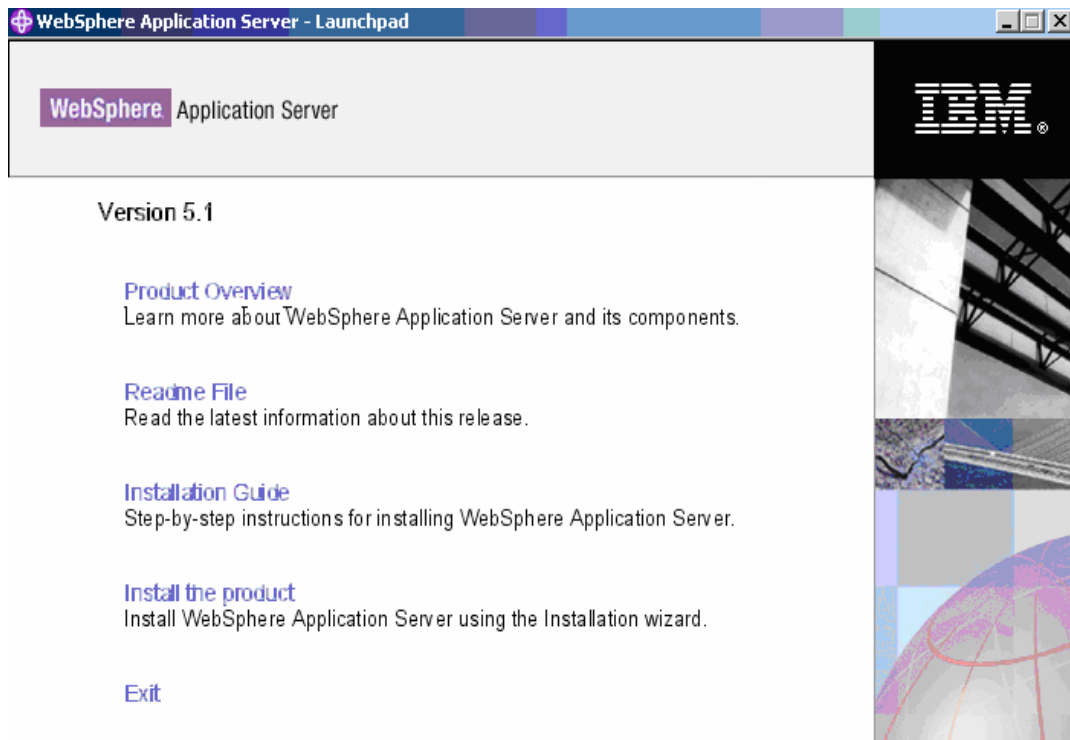 WebSphere Application Server - Launchpad
WebSphere Application Server
IBM®
Version 5.1
Product Overview
Learn more about WebSphere Application Server and its components.
Readme File
Read the latest information about this release.
Installation Guide
Step-by-step instructions for installing WebSphere Application Server.
Install the product
Install WebSphere Application Server using the Installation wizard.
Exit